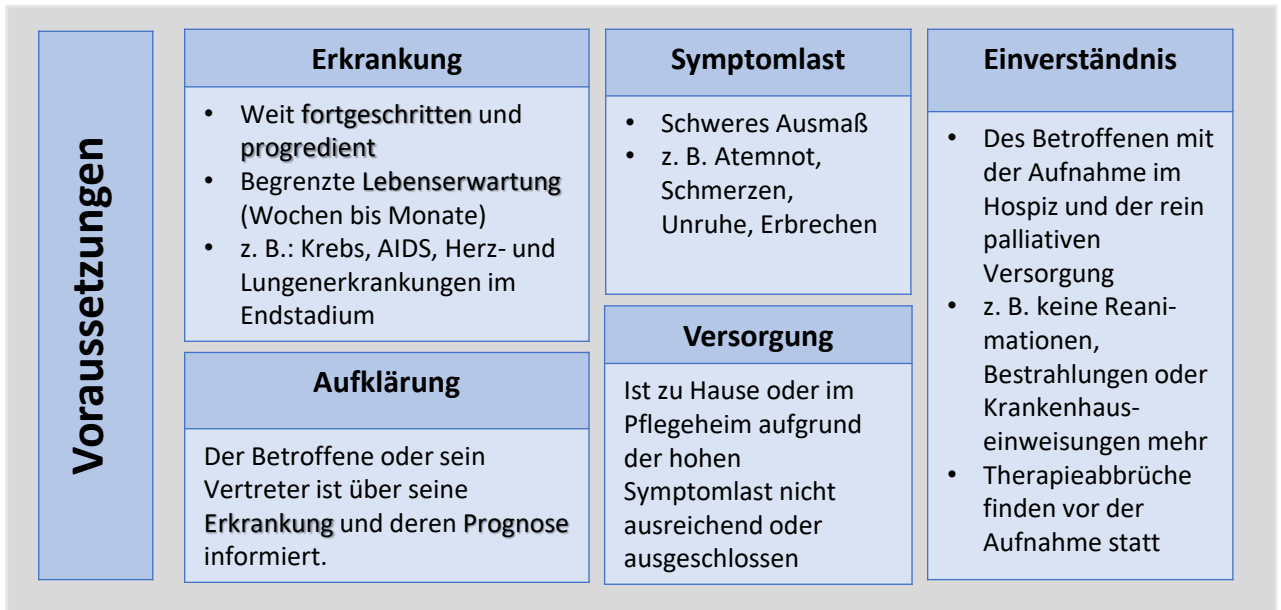 Voraussetzungen
Erkrankung
• Weit fortgeschritten und
progredient
• Begrenzte Lebenserwartung
(Wochen bis Monate)
• z. B.: Krebs, AIDS, Herz- und
Lungenerkrankungen im
Endstadium
Aufklärung
Der Betroffene oder sein
Vertreter ist über seine
Erkrankung und deren Prognose
informiert.
Symptomlast
• Schweres Ausmaß
• z. B. Atemnot,
Schmerzen,
Unruhe, Erbrechen
Versorgung
Ist zu Hause oder im
Pflegeheim aufgrund
der hohen
Symptomlast nicht
ausreichend oder
ausgeschlossen
Einverständnis
• Des Betroffenen mit
der Aufnahme im
Hospiz und der rein
palliativen
Versorgung
• z. B. keine Reani-
mationen,
Bestrahlungen oder
Krankenhaus-
einweisungen mehr
• Therapieabbrüche
finden vor der
Aufnahme statt